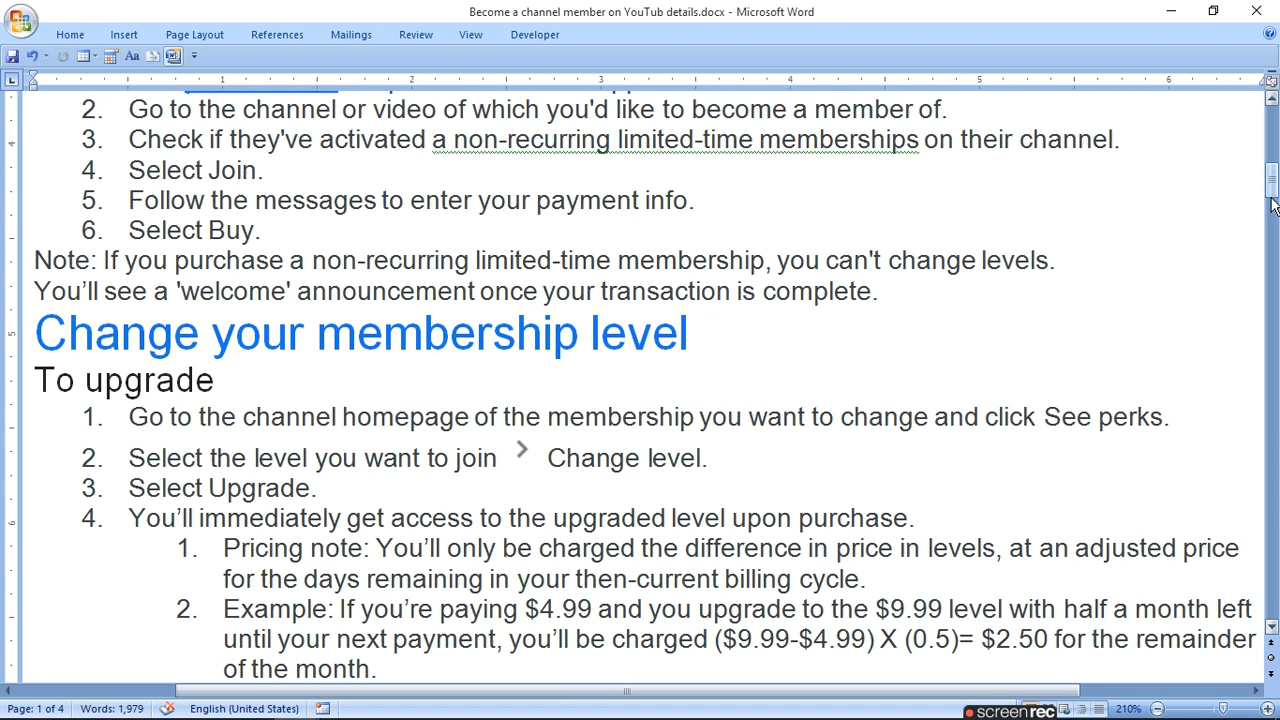 Become a channel member on YouTub details.docx - Microsoft Word
Home Insert Page Layout References Mailings Review View Developer
Aa
1 2 3 4 5 6
2. Go to the channel or video of which you'd like to become a member of.
3. Check if they've activated a non-recurring limited-time memberships on their channel.
4. Select Join.
5. Follow the messages to enter your payment info.
6. Select Buy.
Note: If you purchase a non-recurring limited-time membership, you can't change levels.
You’ll see a 'welcome' announcement once your transaction is complete.
Change your membership level
To upgrade
1. Go to the channel homepage of the membership you want to change and click See perks.
2. Select the level you want to join > Change level.
3. Select Upgrade.
4. You’ll immediately get access to the upgraded level upon purchase.
1. Pricing note: You’ll only be charged the difference in price in levels, at an adjusted price
for the days remaining in your then-current billing cycle.
2. Example: If you’re paying $4.99 and you upgrade to the $9.99 level with half a month left
until your next payment, you’ll be charged ($9.99-$4.99) X (0.5)= $2.50 for the remainder
of the month.
Page: 1 of 4 Words: 1,979 English (United States) 210%
screenrec